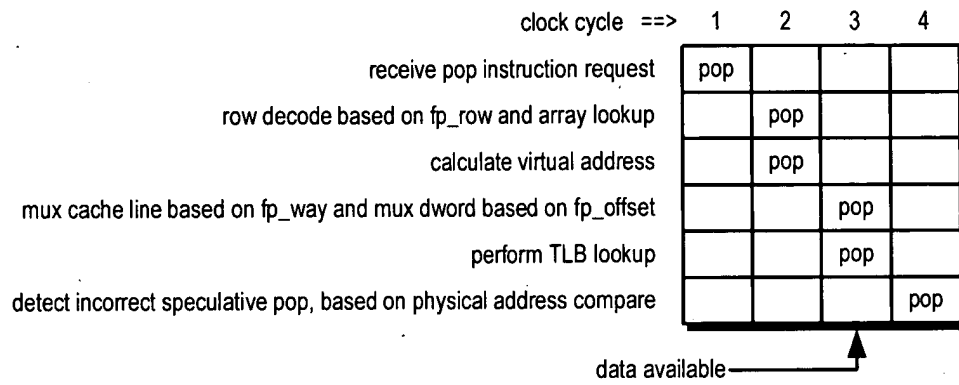 clock cycle ==> 1 2 3 4
receive pop instruction request pop
row decode based on fp_row and array lookup pop
calculate virtual address pop
mux cache line based on fp_way and mux dword based on fp_offset pop
perform TLB lookup pop
detect incorrect speculative pop, based on physical address compare pop
data available